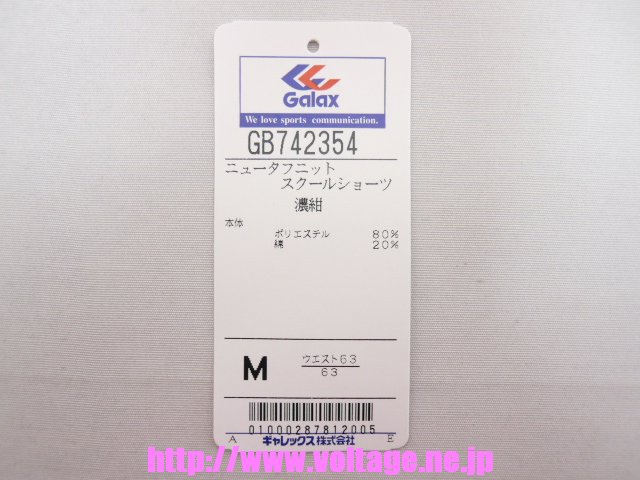 Galax
We love sports communication.
GB742354
ニュータフニット
スクールショーツ
濃紺
本体
ポリエステル 80%
綿 20%
M ウエスト63
63
01000287812005
A ギャレックス株式会社 E
http://www.voltage.ne.jp